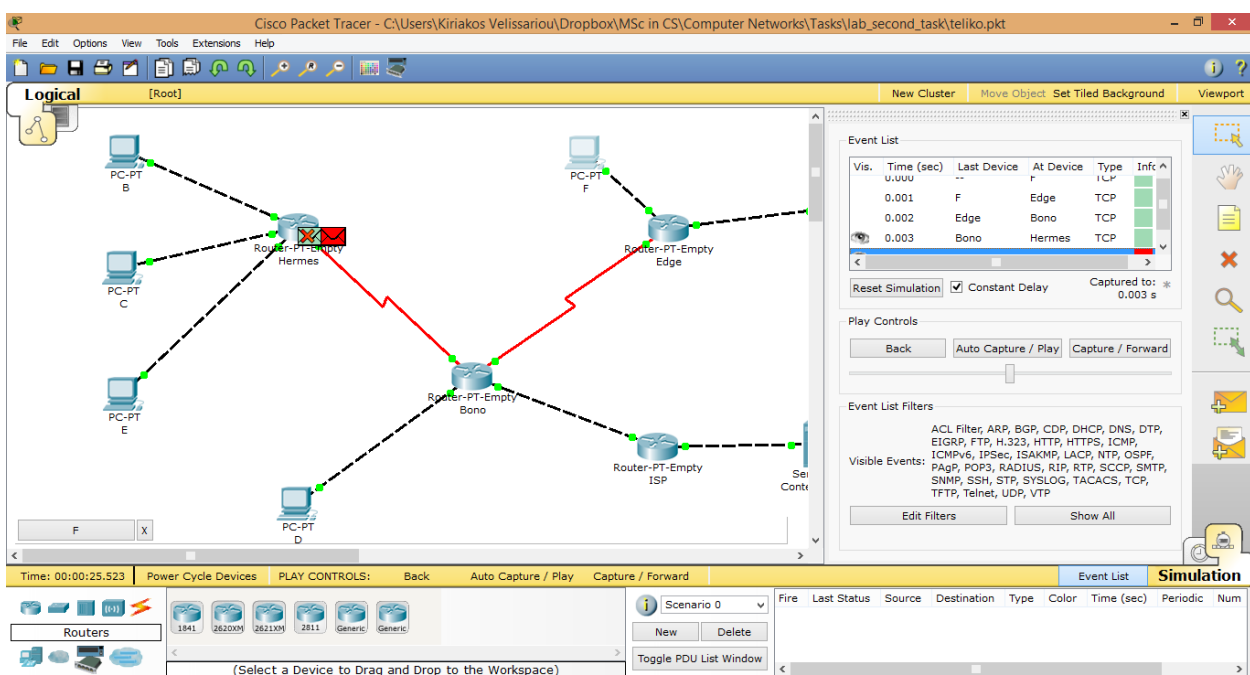 Cisco Packet Tracer - C:\Users\Kiriakos Velissariou\Dropbox\MSc in CS\Computer Networks\Tasks\lab_second_task\teliko.pkt
File Edit Options View Tools Extensions Help
Logical [Root] New Cluster Move Object Set Tiled Background Viewport
PC-PT
B
PC-PT
C
PC-PT
E
Router-PT-Empty
Hermes
PC-PT
F
Router-PT-Empty
Edge
Router-PT-Empty
Bono
Router-PT-Empty
ISP
PC-PT
D
F X
Event List
Vis. Time (sec) Last Device At Device Type
0.000 -- F TCP
0.001 F Edge TCP
0.002 Edge Bono TCP
0.003 Bono Hermes TCP
Reset Simulation Constant Delay Captured to: *
0.003 s
Play Controls
Back Auto Capture / Play Capture / Forward
Event List Filters
Visible Events:
ACL Filter, ARP, BGP, CDP, DHCP, DNS, DTP,
EIGRP, FTP, H.323, HTTP, HTTPS, ICMP,
ICMPv6, IPSec, ISAKMP, LACP, NTP, OSPF,
PAgP, POP3, RADIUS, RIP, RTP, SCCP, SMTP,
SNMP, SSH, STP, SYSLOG, TACACS, TCP,
TFTP, Telnet, UDP, VTP
Edit Filters Show All
Time: 00:00:25.523 Power Cycle Devices PLAY CONTROLS: Back Auto Capture / Play Capture / Forward Event List Simulation
Routers
1841 2620XM 2621XM 2811 Generic Generic
(Select a Device to Drag and Drop to the Workspace)
Scenario 0
New Delete
Toggle PDU List Window
Fire Last Status Source Destination Type Color Time (sec) Periodic Num